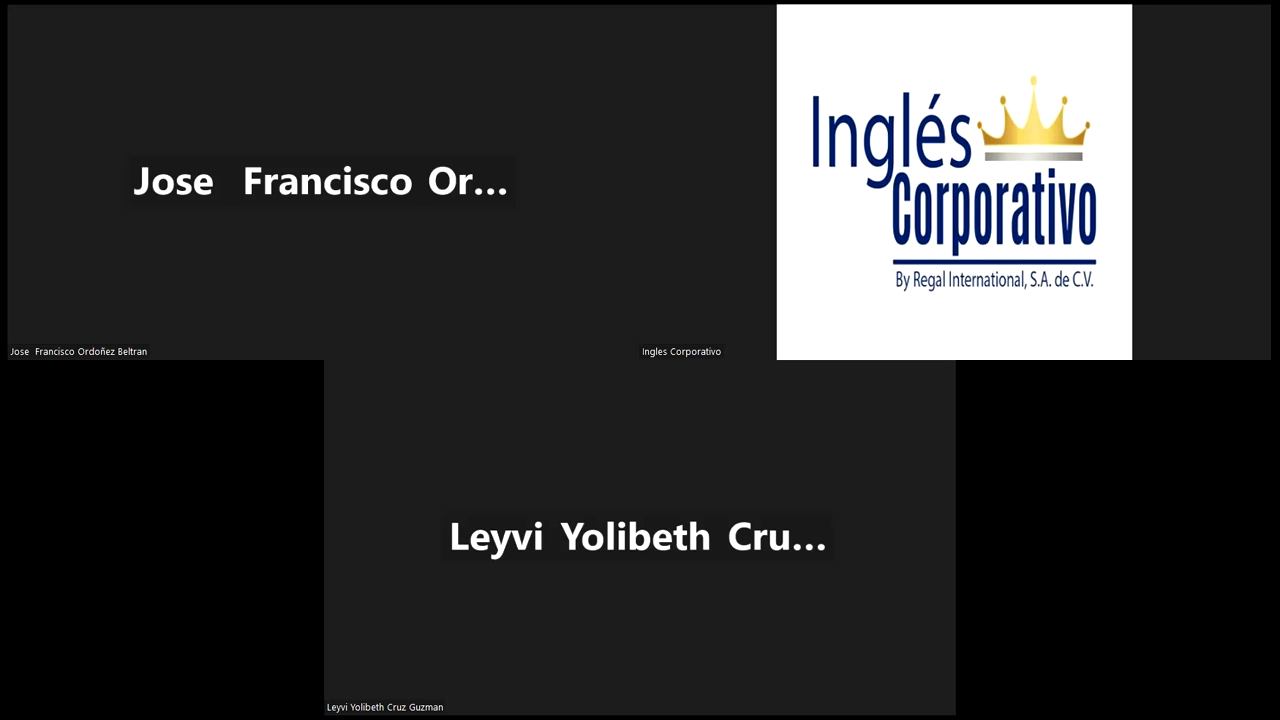 Jose  Francisco Or...
Jose  Francisco Ordoñez Beltran
Inglés
Corporativo
By Regal International, S.A. de C.V.
Ingles Corporativo
Leyvi Yolibeth Cru...
Leyvi Yolibeth Cruz Guzman